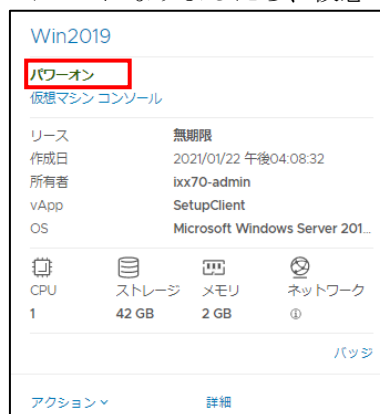 Win2019
パワーオン
仮想マシン コンソール
リース 無期限
作成日 2021/01/22 午後04:08:32
所有者 ixx70-admin
vApp SetupClient
OS Microsoft Windows Server 201...
CPU ストレージ メモリ ネットワーク
1 42 GB 2 GB
バッジ
アクション 詳細